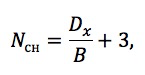 N_сн = D_x / B + 3,